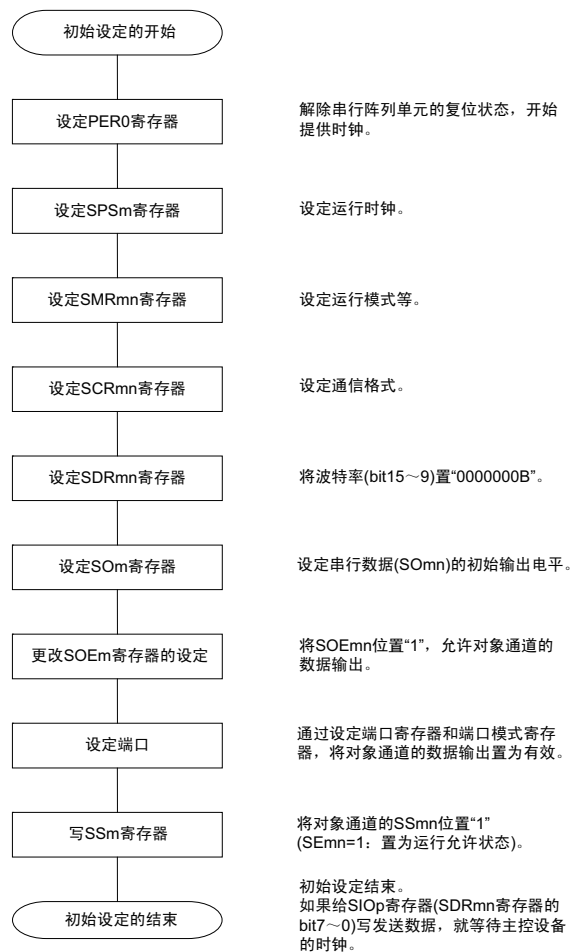 初始设定的开始
设定PER0寄存器
解除串行阵列单元的复位状态，开始
提供时钟。
设定SPSm寄存器
设定运行时钟。
设定SMRmn寄存器
设定运行模式等。
设定SCRmn寄存器
设定通信格式。
设定SDRmn寄存器
将波特率(bit15～9)置“0000000B”。
设定SOm寄存器
设定串行数据(SOmn)的初始输出电平。
更改SOEm寄存器的设定
将SOEmn位置“1”，允许对象通道的
数据输出。
设定端口
通过设定端口寄存器和端口模式寄存
器，将对象通道的数据输出置为有效。
写SSm寄存器
将对象通道的SSmn位置“1”
(SEmn=1：置为运行允许状态)。
初始设定的结束
初始设定结束。
如果给SIOp寄存器(SDRmn寄存器的
bit7～0)写发送数据，就等待主控设备
的时钟。